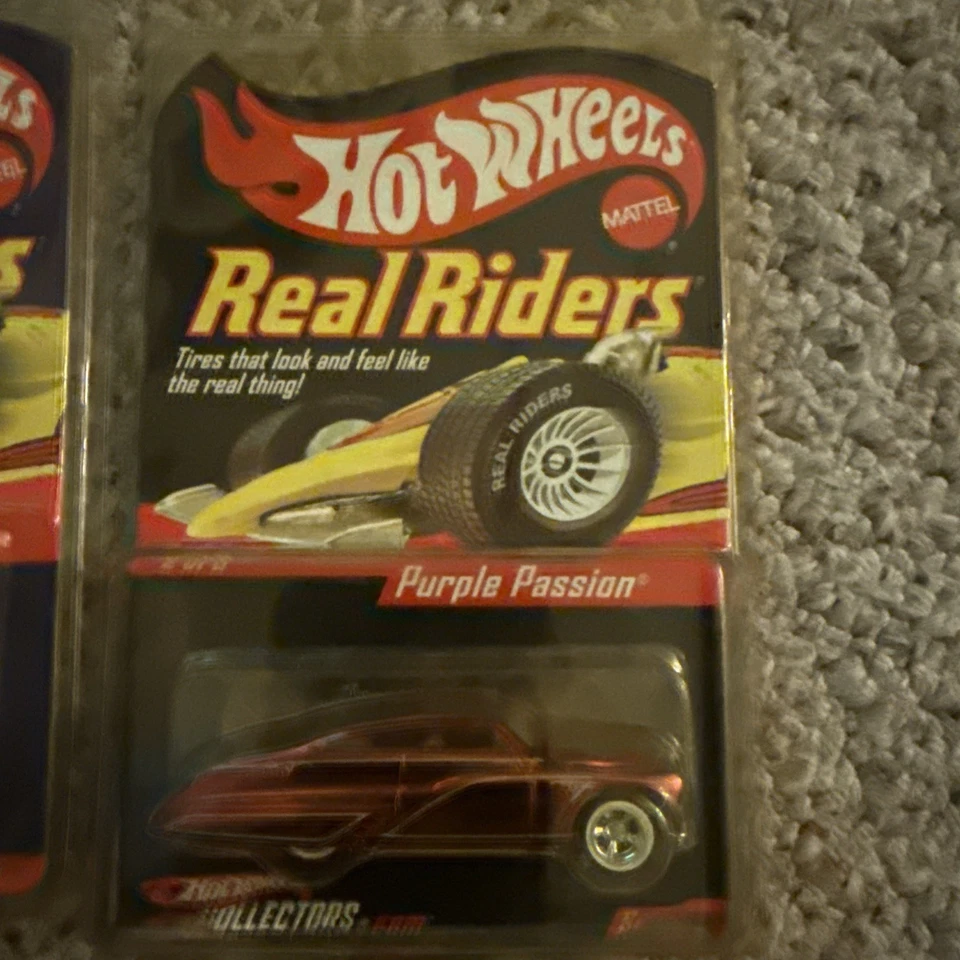 Hot Wheels
MATTEL
Real Riders
Tires that look and feel like
the real thing!
REAL RIDERS
Purple Passion®
COLLECTORS.COM